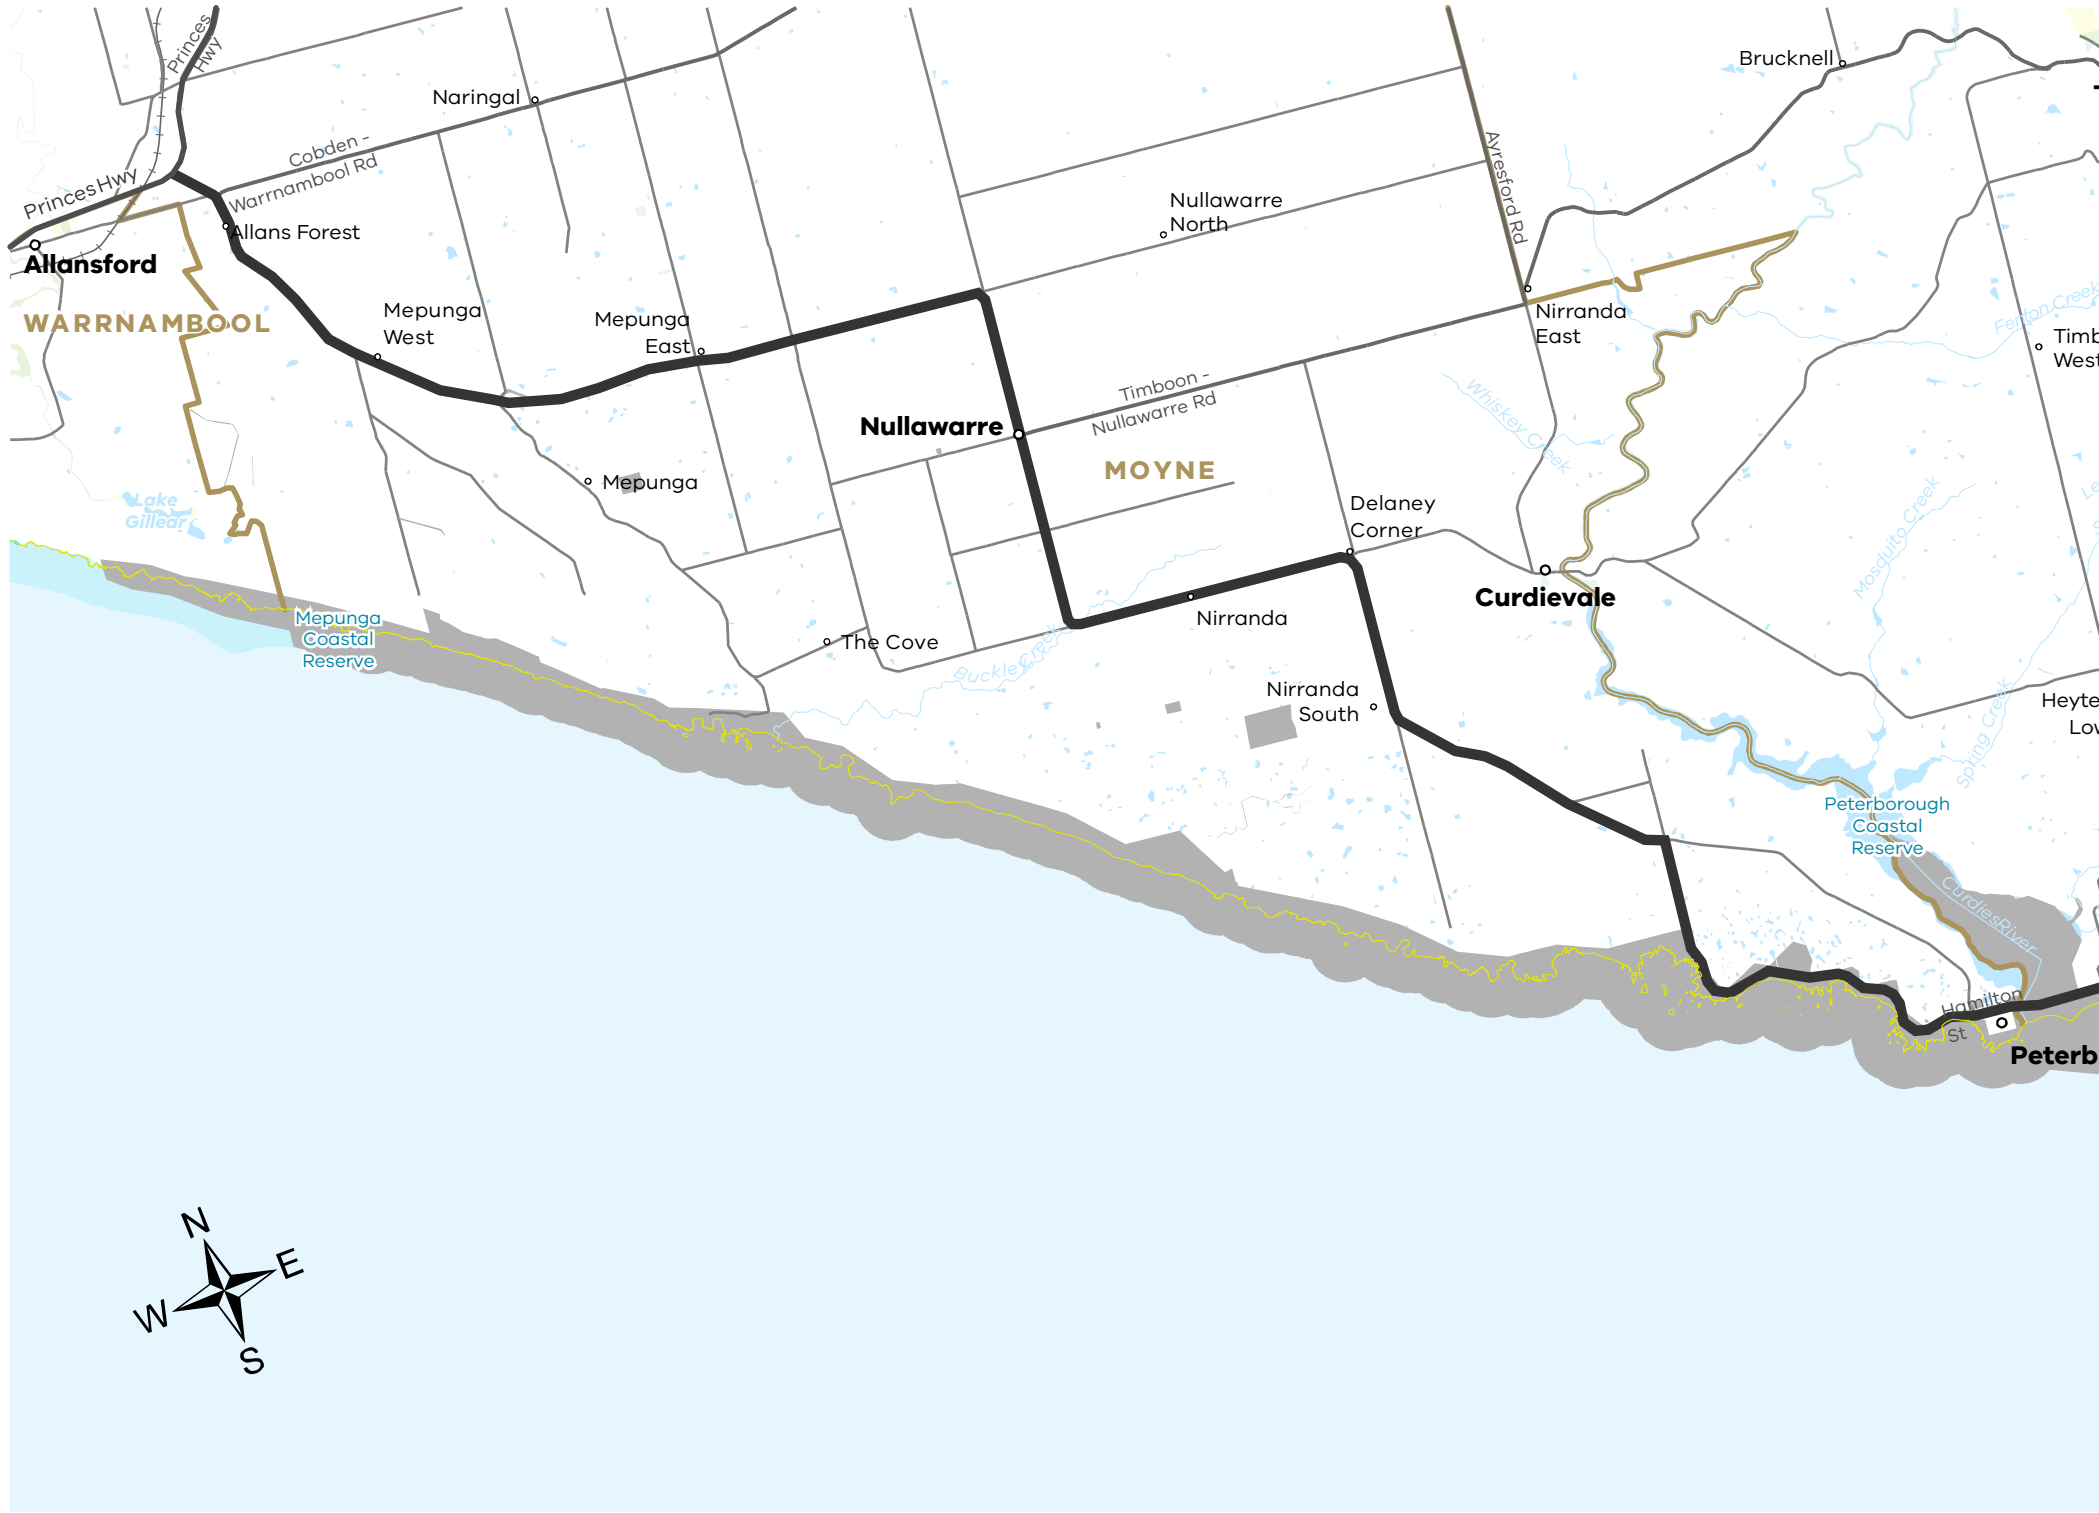 Princes
Hwy
Brucknell
Naringal
Cobden -
Warrnambool Rd
Princes Hwy
Ayresford Rd
Nullawarre
North
Allans Forest
Allansford
WARRNAMBOOL
Mepunga
West
Mepunga
East
Nirranda
East
Fenton Creek
Timb
West
Timboon -
Nullawarre Rd
Whiskey Creek
Nullawarre
MOYNE
Mepunga
Lake
Gillear
Delaney
Corner
Mosquito Creek
Le
Curdievale
Mepunga
Coastal
Reserve
Nirranda
The Cove
Buckley Creek
Nirranda
South
Spring Creek
Heyte
Low
Peterborough
Coastal
Reserve
Curdies River
Hamilton
St
Peterb
N
E
W
S